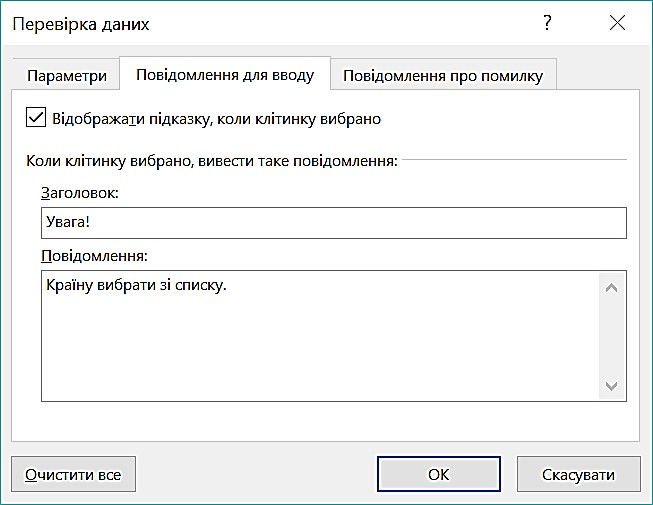 Перевірка даних ?
Параметри Повідомлення для вводу Повідомлення про помилку
Відображати підказку, коли клітинку вибрано
Коли клітинку вибрано, вивести таке повідомлення:
Заголовок:
Увага!
Повідомлення:
Країну вибрати зі списку.
Очистити все ОК Скасувати